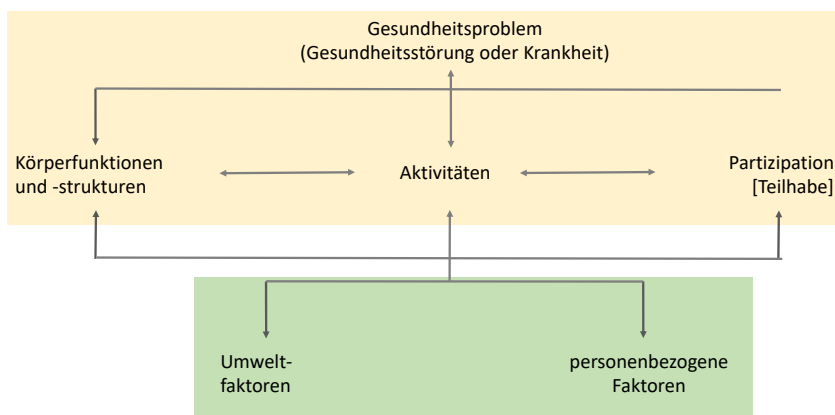 Gesundheitsproblem
(Gesundheitsstörung oder Krankheit)
Körperfunktionen
und -strukturen
Aktivitäten
Partizipation
[Teilhabe]
Umwelt-
faktoren
personenbezogene
Faktoren